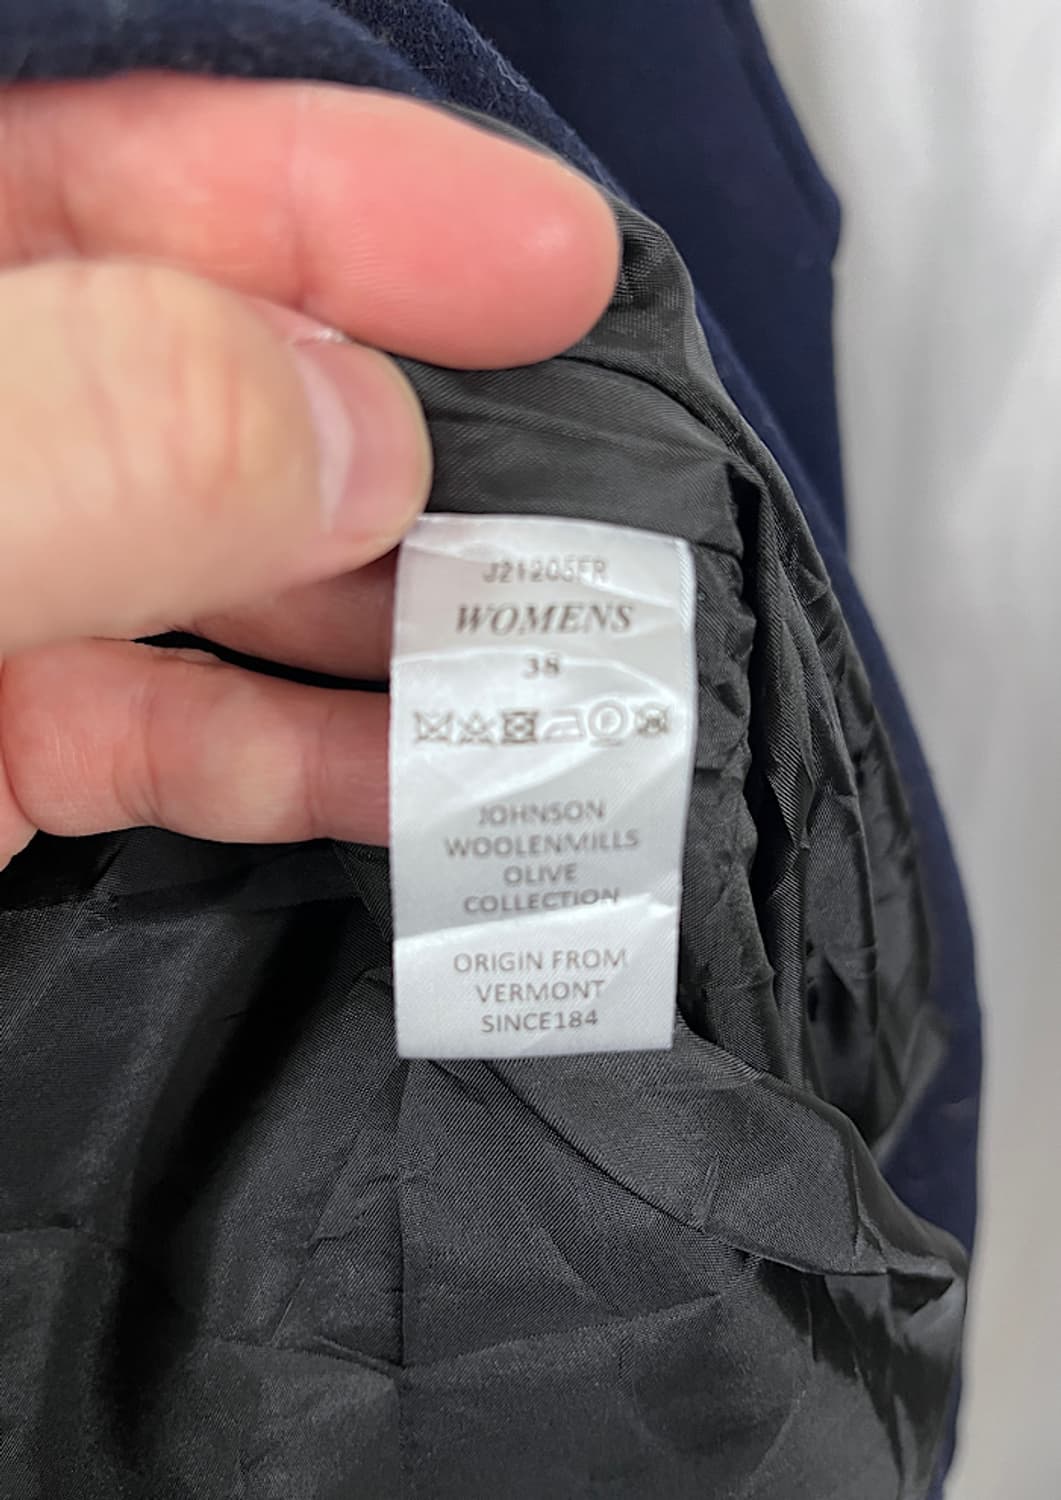 J21205FR
WOMENS
38
JOHNSON
WOOLENMILLS
OLIVE
COLLECTION
ORIGIN FROM
VERMONT
SINCE184